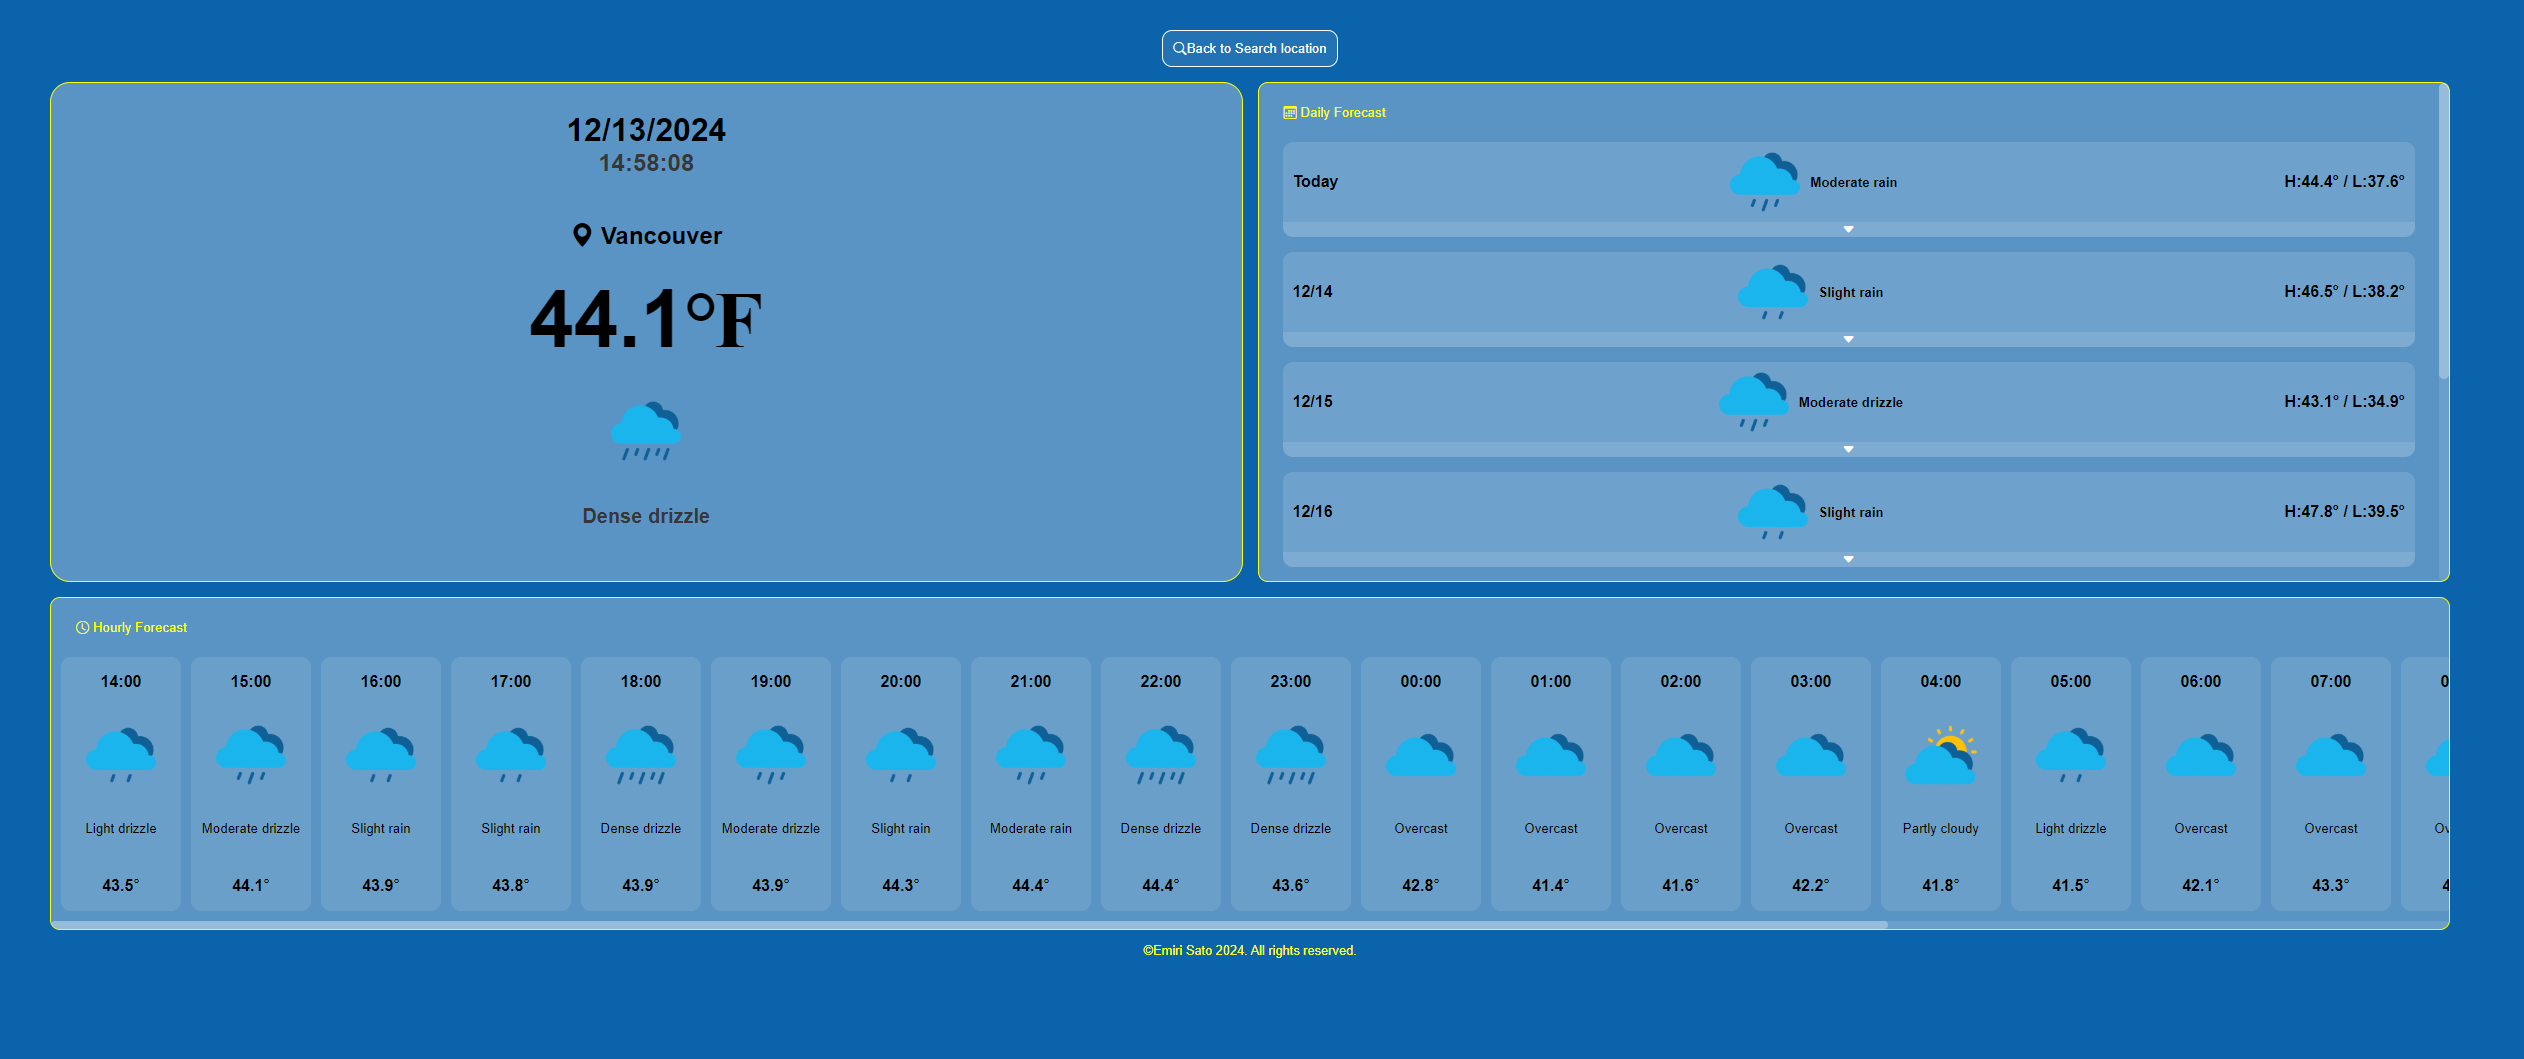 Back to Search location
12/13/2024
14:58:08
Vancouver
44.1°F
Dense drizzle
Daily Forecast
Today Moderate rain H:44.4° / L:37.6°
12/14 Slight rain H:46.5° / L:38.2°
12/15 Moderate drizzle H:43.1° / L:34.9°
12/16 Slight rain H:47.8° / L:39.5°
Hourly Forecast
14:00 15:00 16:00 17:00 18:00 19:00 20:00 21:00 22:00 23:00 00:00 01:00 02:00 03:00 04:00 05:00 06:00 07:00
Light drizzle Moderate drizzle Slight rain Slight rain Dense drizzle Moderate drizzle Slight rain Moderate rain Dense drizzle Dense drizzle Overcast Overcast Overcast Overcast Partly cloudy Light drizzle Overcast Overcast
43.5° 44.1° 43.9° 43.8° 43.9° 43.9° 44.3° 44.4° 44.4° 43.6° 42.8° 41.4° 41.6° 42.2° 41.8° 41.5° 42.1° 43.3°
©Emiri Sato 2024. All rights reserved.